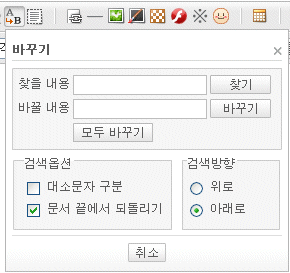 바꾸기
찾을 내용 찾기
바꿀 내용 바꾸기
모두 바꾸기
검색옵션 검색방향
대소문자 구분 위로
문서 끝에서 되돌리기 아래로
취소